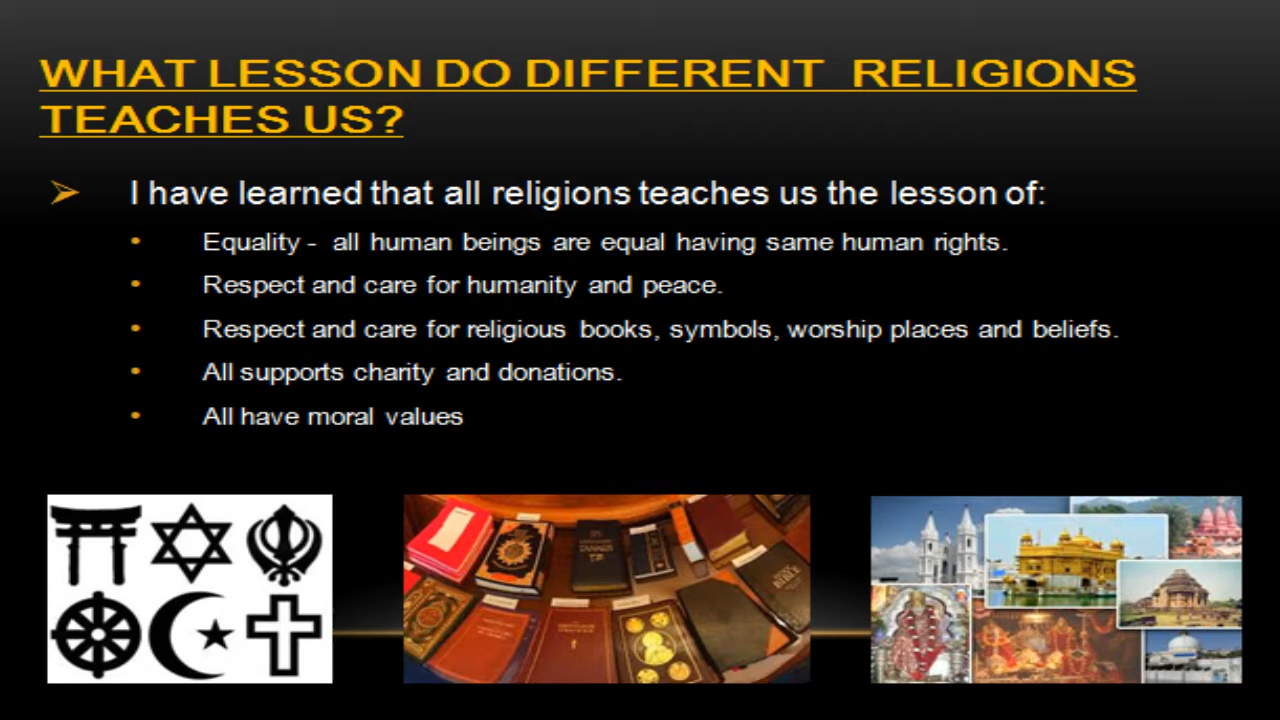 WHAT LESSON DO DIFFERENT RELIGIONS
TEACHES US?
➢ I have learned that all religions teaches us the lesson of:
• Equality - all human beings are equal having same human rights.
• Respect and care for humanity and peace.
• Respect and care for religious books, symbols, worship places and beliefs.
• All supports charity and donations.
• All have moral values
BIBLE